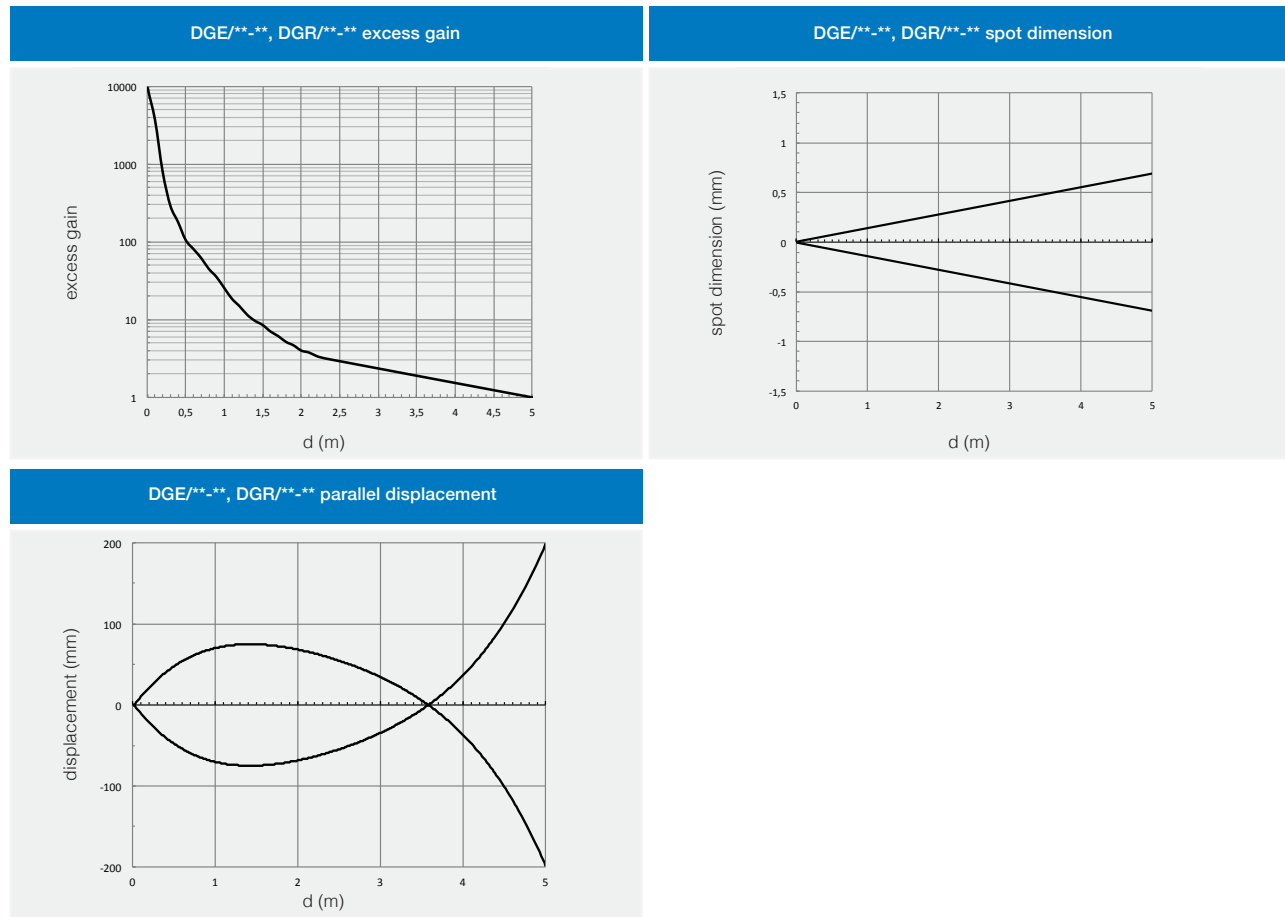 DGE/**-**, DGR/**-** excess gain
10000
1000
100
10
1
excess gain
0 0,5 1 1,5 2 2,5 3 3,5 4 4,5 5
d (m)
DGE/**-**, DGR/**-** spot dimension
1,5
1
0,5
0
-0,5
-1
-1,5
spot dimension (mm)
0 1 2 3 4 5
d (m)
DGE/**-**, DGR/**-** parallel displacement
200
100
0
-100
-200
displacement (mm)
0 1 2 3 4 5
d (m)